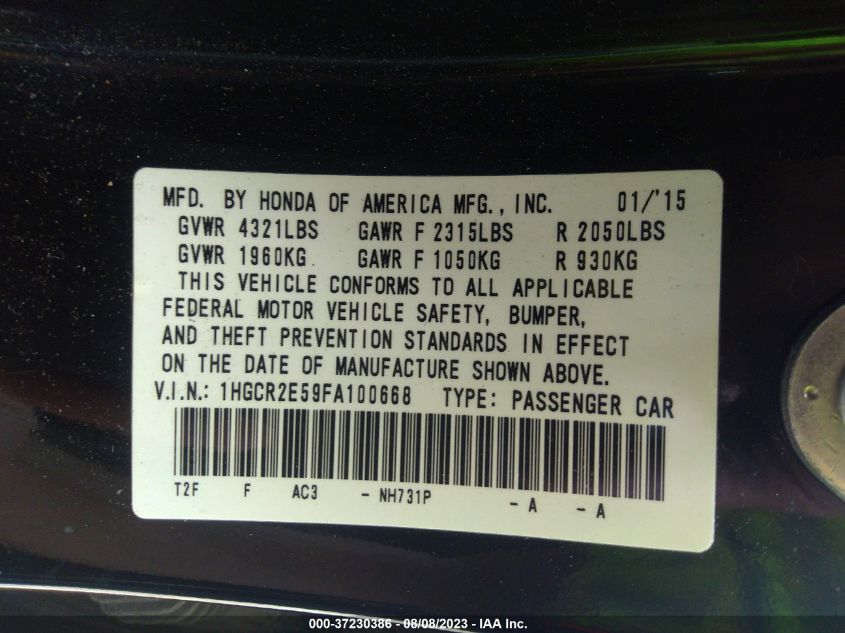 MFD. BY HONDA OF AMERICA MFG., INC. 01/'15
GVWR 4321LBS GAWR F 2315LBS R 2050LBS
GVWR 1960KG GAWR F 1050KG R 930KG
THIS VEHICLE CONFORMS TO ALL APPLICABLE
FEDERAL MOTOR VEHICLE SAFETY, BUMPER,
AND THEFT PREVENTION STANDARDS IN EFFECT
ON THE DATE OF MANUFACTURE SHOWN ABOVE.
V.I.N.: 1HGCR2E59FA100668 TYPE: PASSENGER CAR
T2F F AC3 - NH731P - A - A
000-37230386 - 08/08/2023 - IAA Inc.